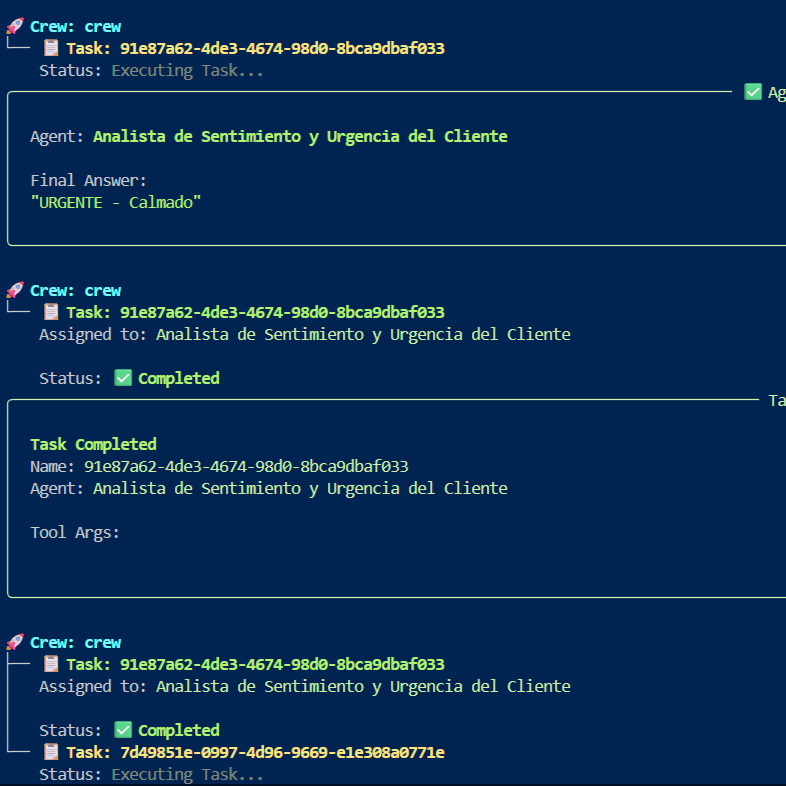 🚀 Crew: crew
└── 📋 Task: 91e87a62-4de3-4674-98d0-8bca9dbaf033
Status: Executing Task...
✅ Ag
Agent: Analista de Sentimiento y Urgencia del Cliente
Final Answer:
"URGENTE - Calmado"
🚀 Crew: crew
└── 📋 Task: 91e87a62-4de3-4674-98d0-8bca9dbaf033
Assigned to: Analista de Sentimiento y Urgencia del Cliente
Status: ✅ Completed
Ta
Task Completed
Name: 91e87a62-4de3-4674-98d0-8bca9dbaf033
Agent: Analista de Sentimiento y Urgencia del Cliente
Tool Args:
🚀 Crew: crew
├── 📋 Task: 91e87a62-4de3-4674-98d0-8bca9dbaf033
Assigned to: Analista de Sentimiento y Urgencia del Cliente
Status: ✅ Completed
└── 📋 Task: 7d49851e-0997-4d96-9669-e1e308a0771e
Status: Executing Task...